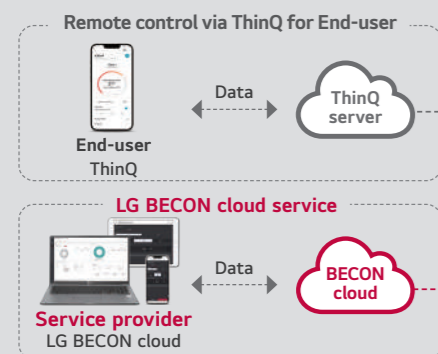 Remote control via ThinQ for End-user
Data
ThinQ
server
End-user
ThinQ
LG BECON cloud service
Data
BECON
cloud
Service provider
LG BECON cloud